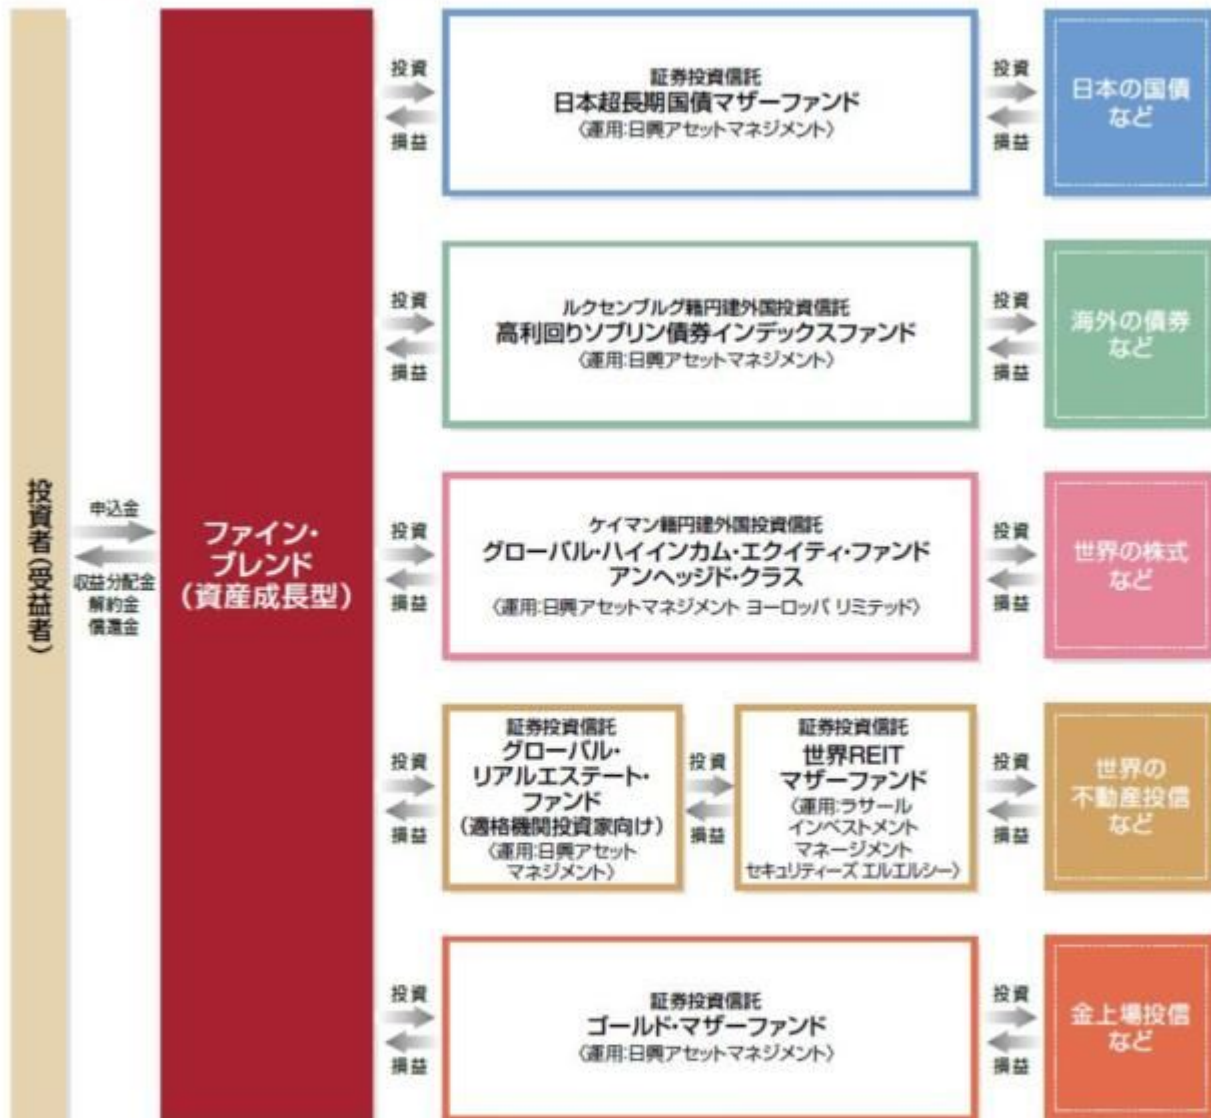 投資者(受益者)
申込金
収益分配金
解約金
償還金
ファイン・
ブレンド
(資産成長型)
投資
損益
証券投資信託
日本超長期国債マザーファンド
〈運用:日興アセットマネジメント〉
投資
損益
日本の国債
など
投資
損益
ルクセンブルグ籍円建外国投資信託
高利回りソブリン債券インデックスファンド
〈運用:日興アセットマネジメント〉
投資
損益
海外の債券
など
投資
損益
ケイマン籍円建外国投資信託
グローバル・ハイインカム・エクイティ・ファンド
アンヘッジド・クラス
〈運用:日興アセットマネジメント ヨーロッパ リミテッド〉
投資
損益
世界の株式
など
投資
損益
証券投資信託
グローバル・
リアルエステート・
ファンド
(適格機関投資家向け)
〈運用:日興アセット
マネジメント〉
投資
損益
証券投資信託
世界REIT
マザーファンド
〈運用:ラサール
インベストメント
マネージメント
セキュリティーズ エルエルシー〉
投資
損益
世界の
不動産投信
など
投資
損益
証券投資信託
ゴールド・マザーファンド
〈運用:日興アセットマネジメント〉
投資
損益
金上場投信
など